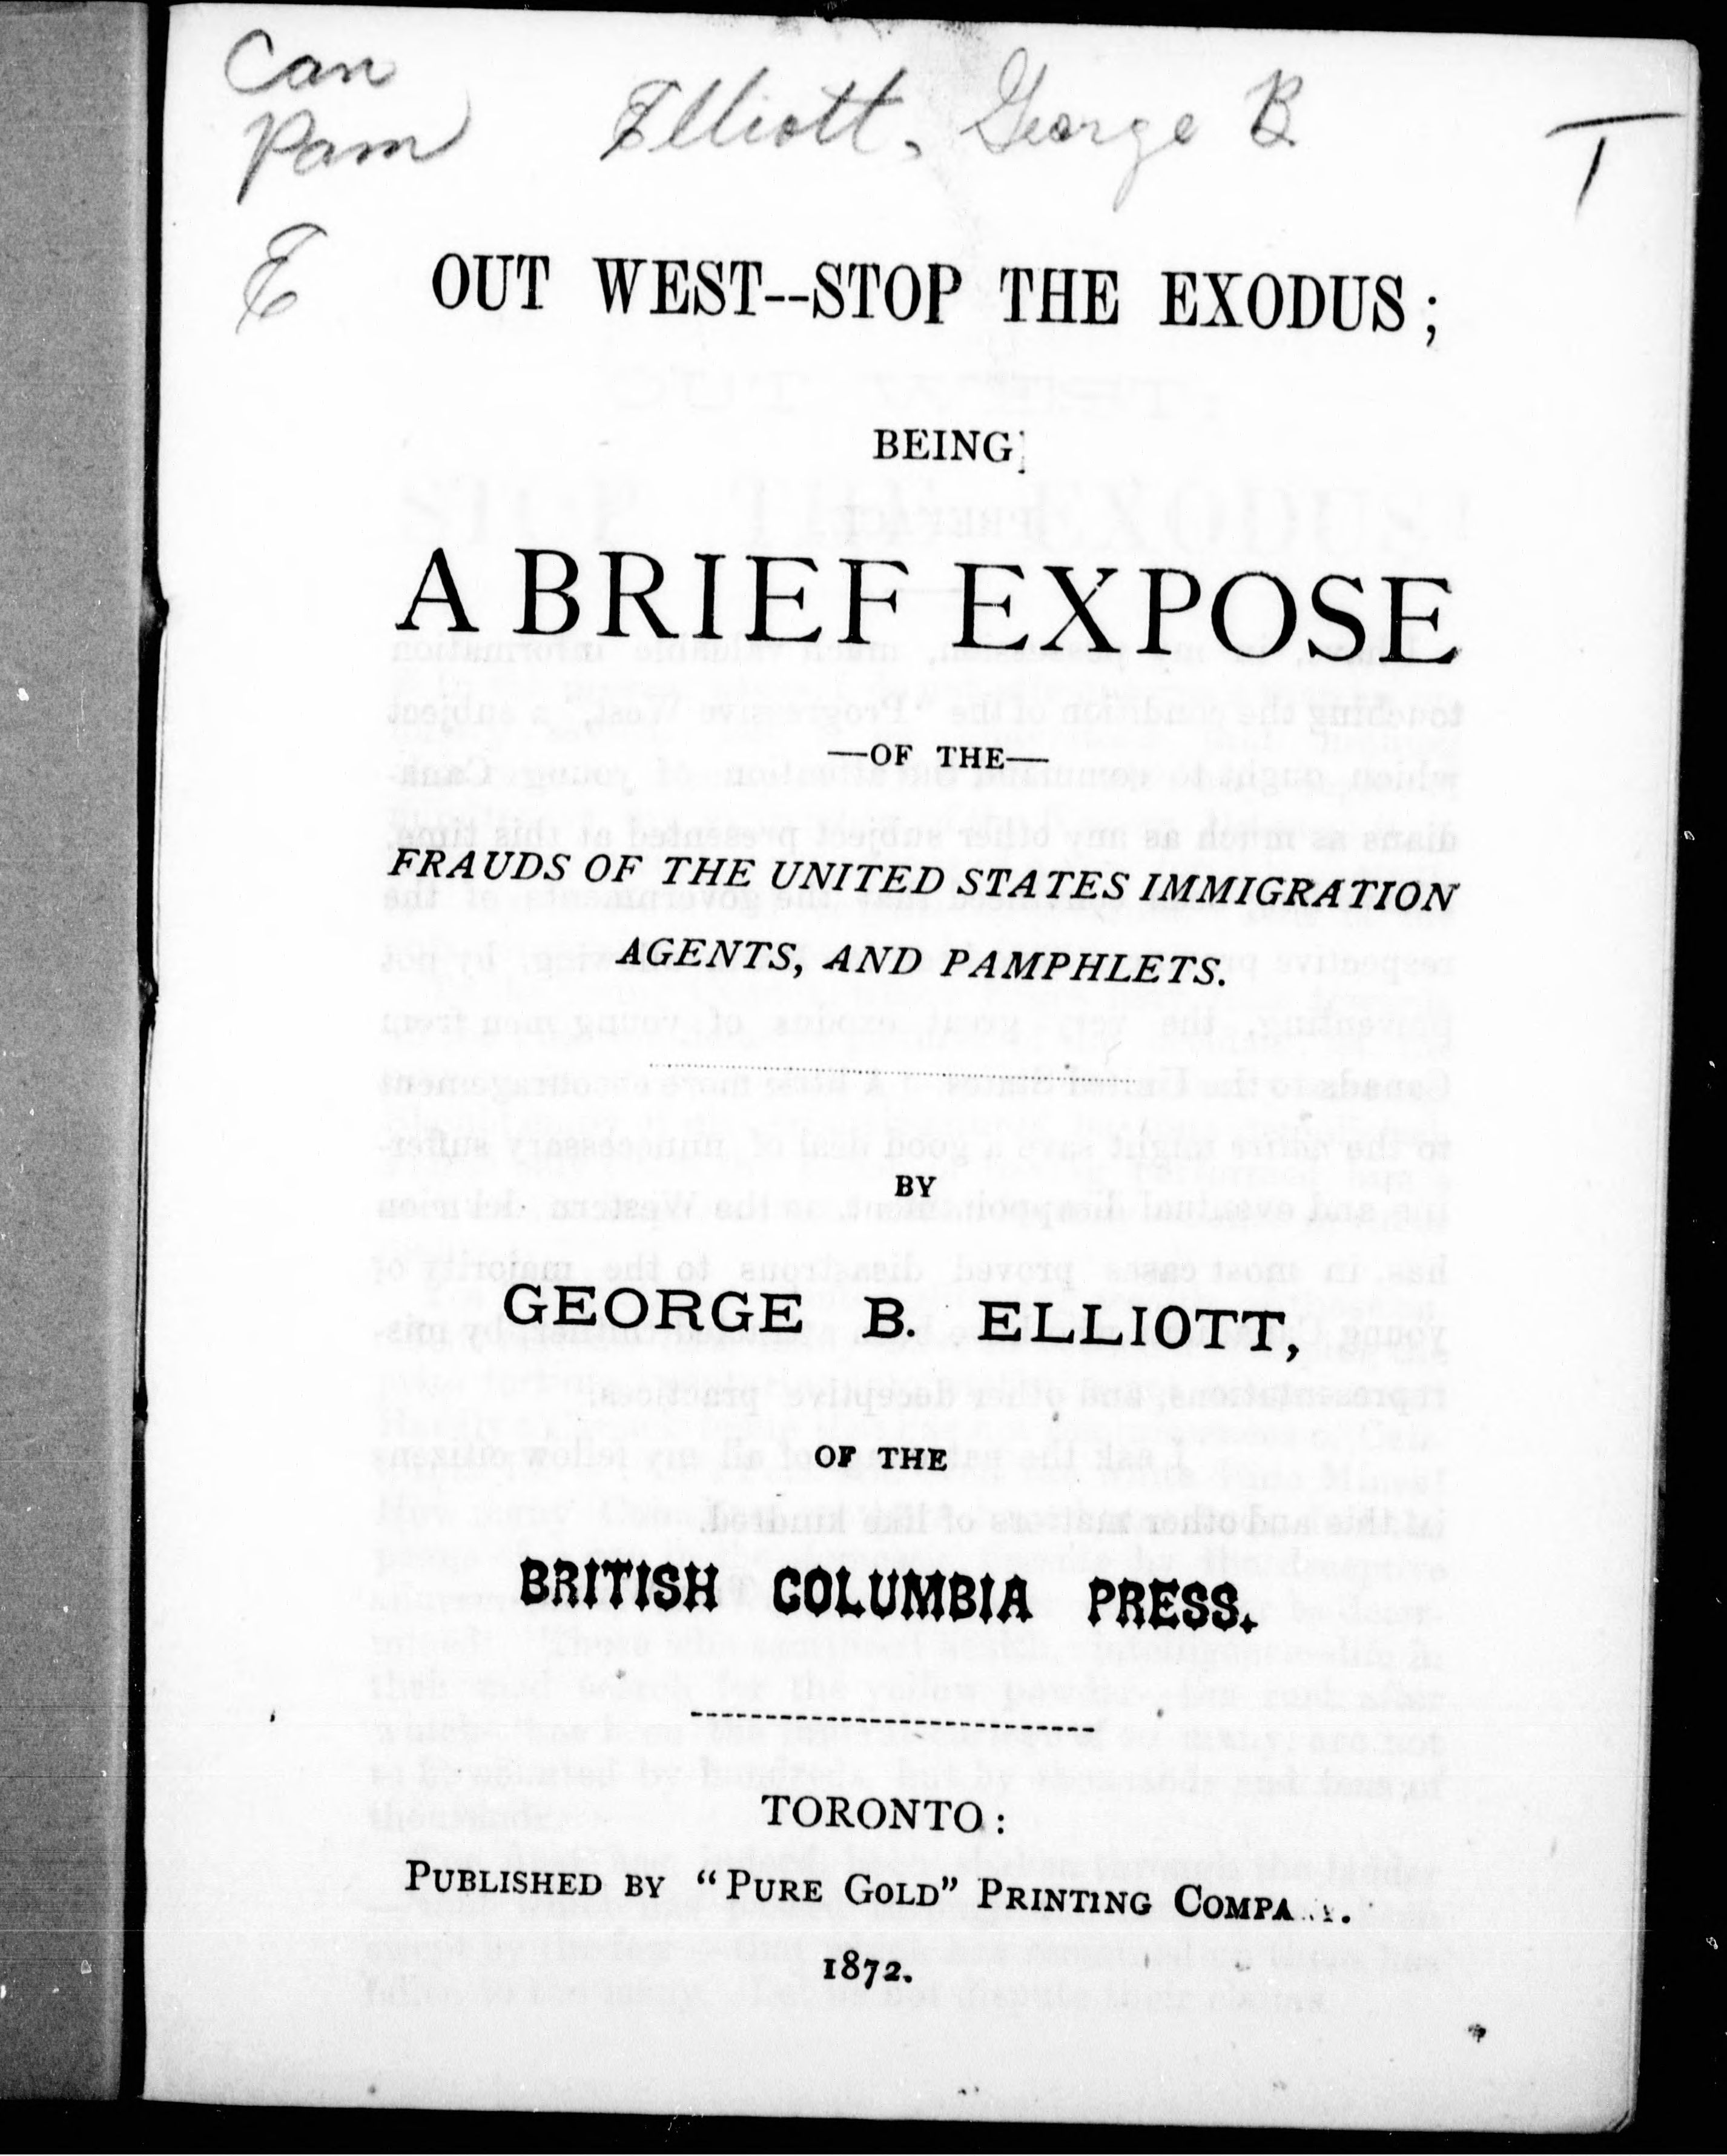 Can
Pam
Elliott, George B
T
E
OUT WEST--STOP THE EXODUS;
BEING
A BRIEF EXPOSE
—OF THE—
FRAUDS OF THE UNITED STATES IMMIGRATION
AGENTS, AND PAMPHLETS.
BY
GEORGE B. ELLIOTT,
OF THE
BRITISH COLUMBIA PRESS.
TORONTO:
PUBLISHED BY "PURE GOLD" PRINTING
1872.